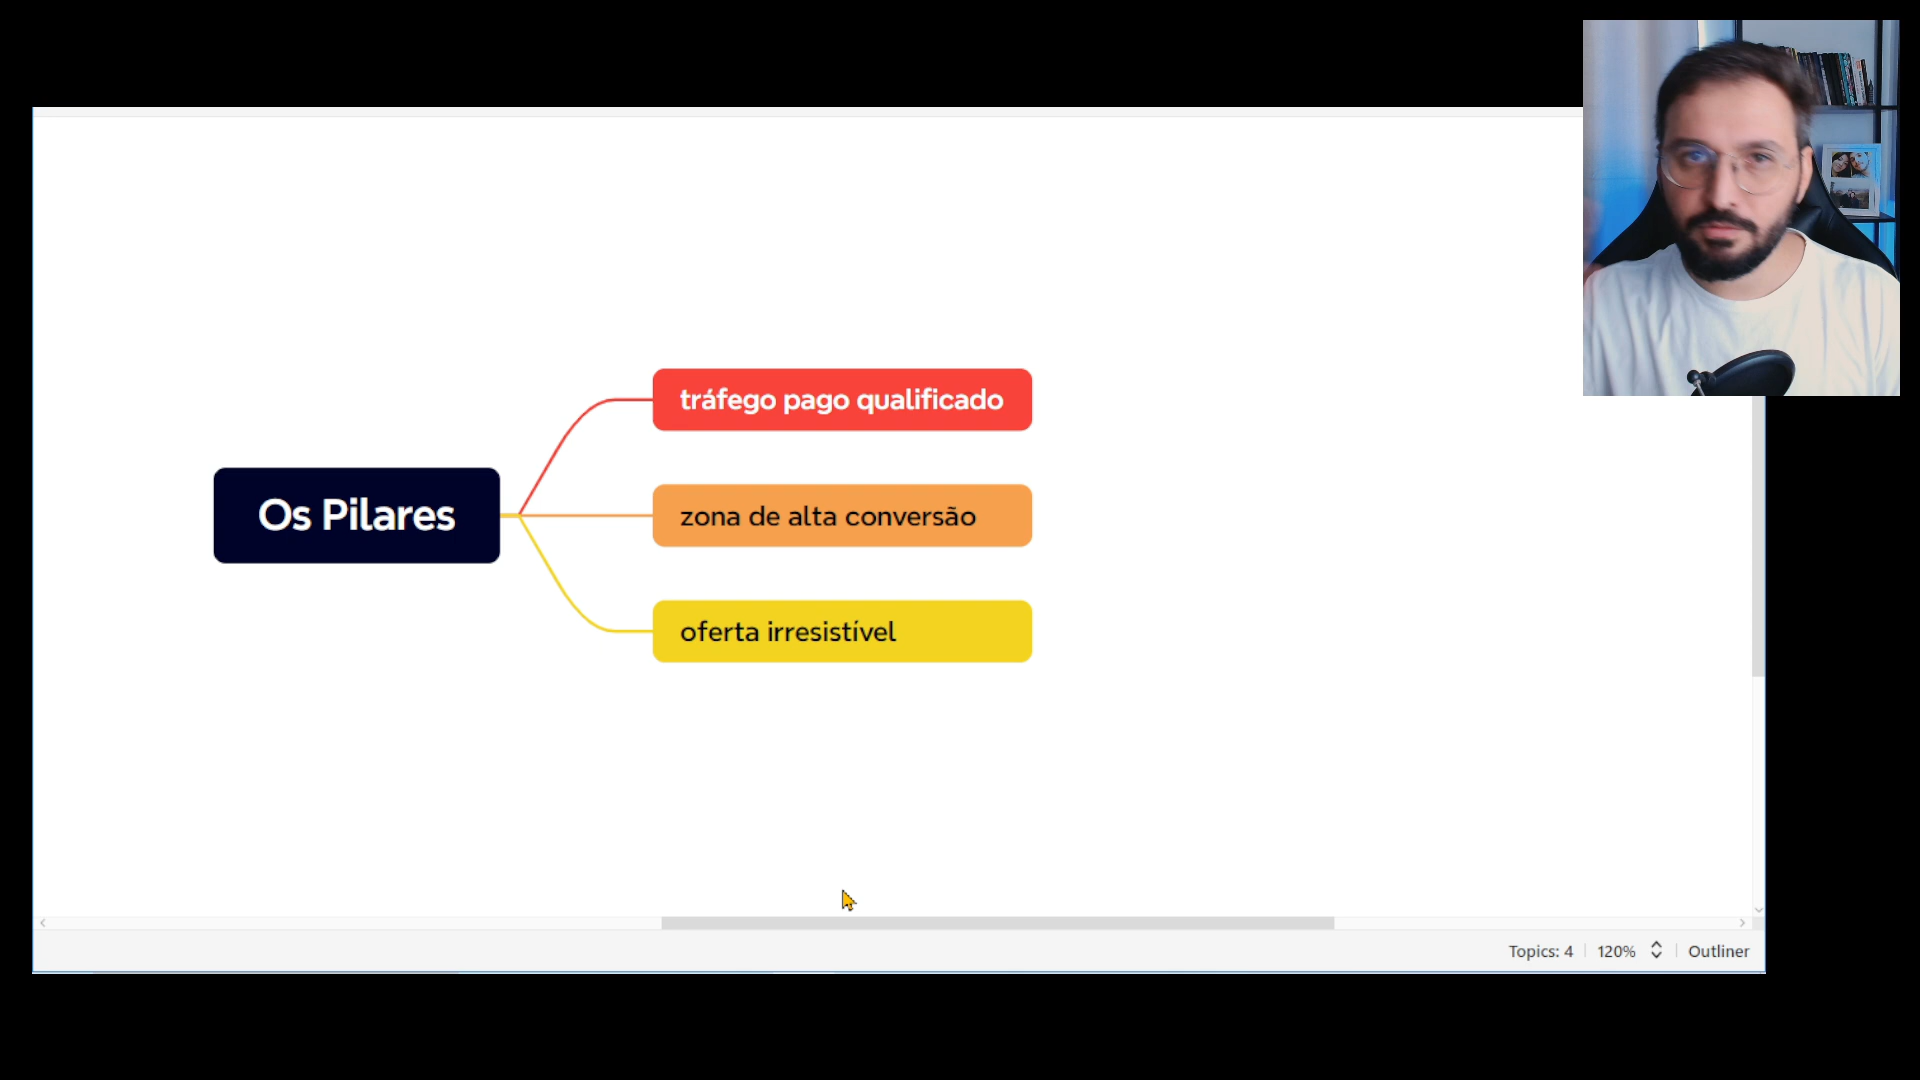 Os Pilares
tráfego pago qualificado
zona de alta conversão
oferta irresistível
Topics: 4
120%
Outliner